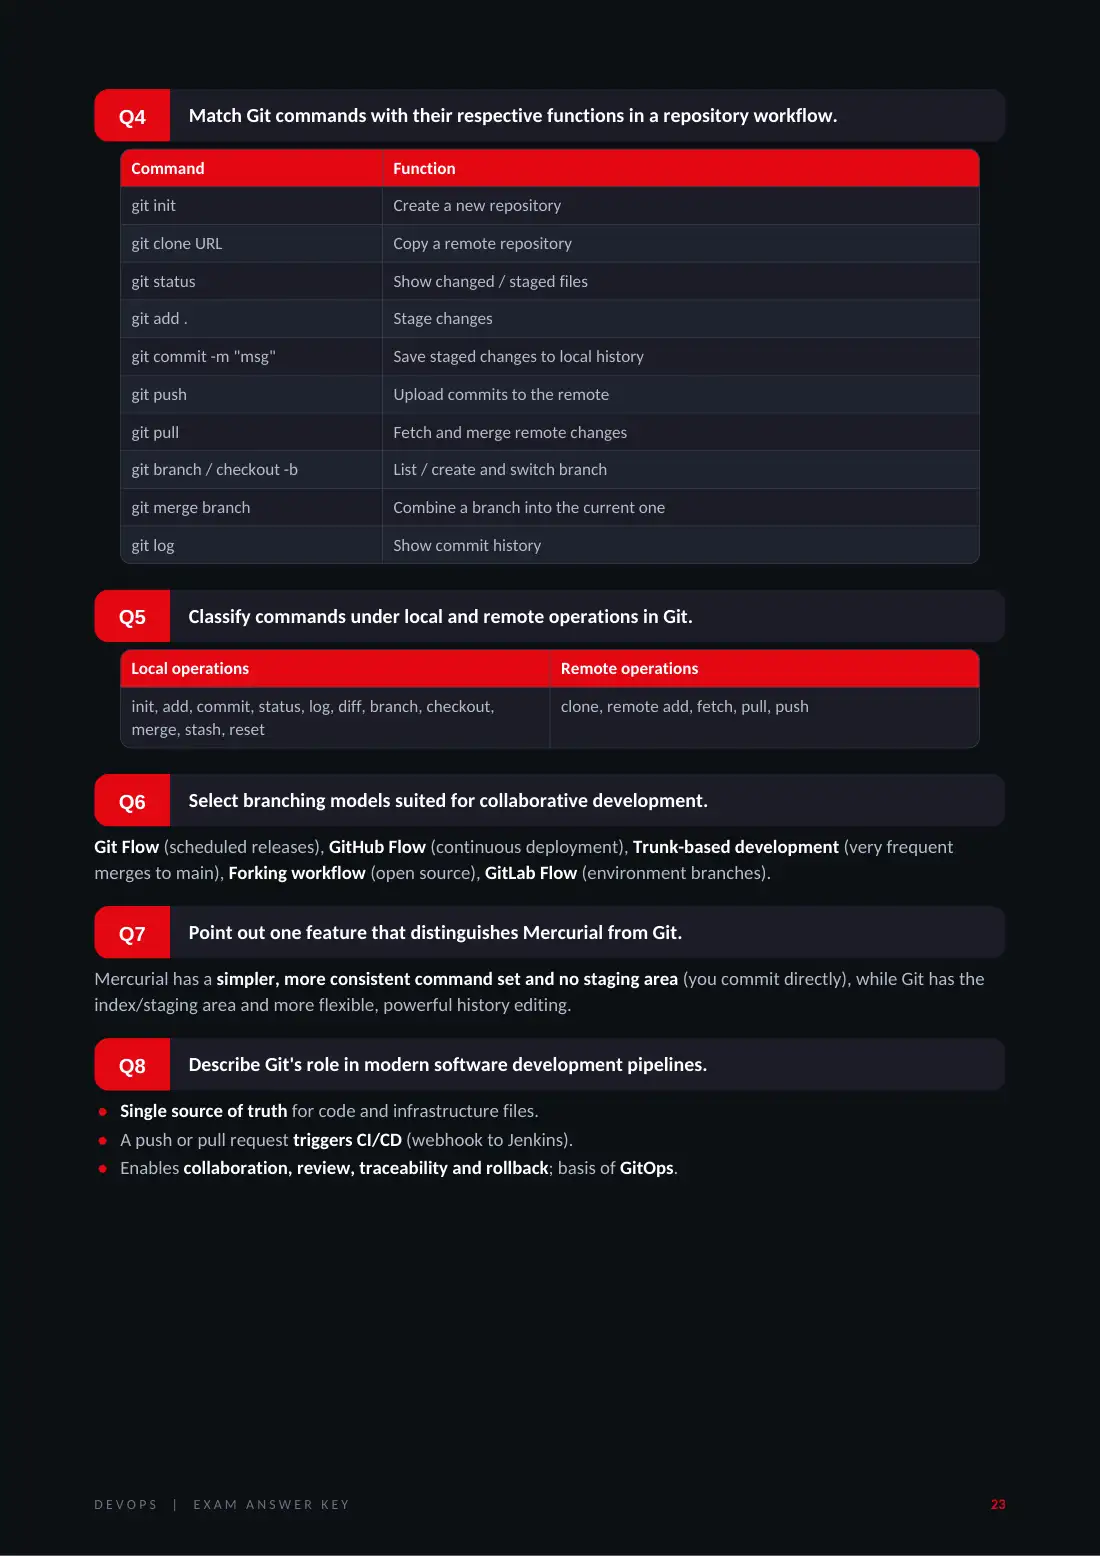 Q4 Match Git commands with their respective functions in a repository workflow.
Command Function
git init Create a new repository
git clone URL Copy a remote repository
git status Show changed / staged files
git add . Stage changes
git commit -m "msg" Save staged changes to local history
git push Upload commits to the remote
git pull Fetch and merge remote changes
git branch / checkout -b List / create and switch branch
git merge branch Combine a branch into the current one
git log Show commit history
Q5 Classify commands under local and remote operations in Git.
Local operations Remote operations
init, add, commit, status, log, diff, branch, checkout, clone, remote add, fetch, pull, push
merge, stash, reset
Q6 Select branching models suited for collaborative development.
Git Flow (scheduled releases), GitHub Flow (continuous deployment), Trunk-based development (very frequent
merges to main), Forking workflow (open source), GitLab Flow (environment branches).
Q7 Point out one feature that distinguishes Mercurial from Git.
Mercurial has a simpler, more consistent command set and no staging area (you commit directly), while Git has the
index/staging area and more flexible, powerful history editing.
Q8 Describe Git's role in modern software development pipelines.
• Single source of truth for code and infrastructure files.
• A push or pull request triggers CI/CD (webhook to Jenkins).
• Enables collaboration, review, traceability and rollback; basis of GitOps.
DEVOPS | EXAM ANSWER KEY 23